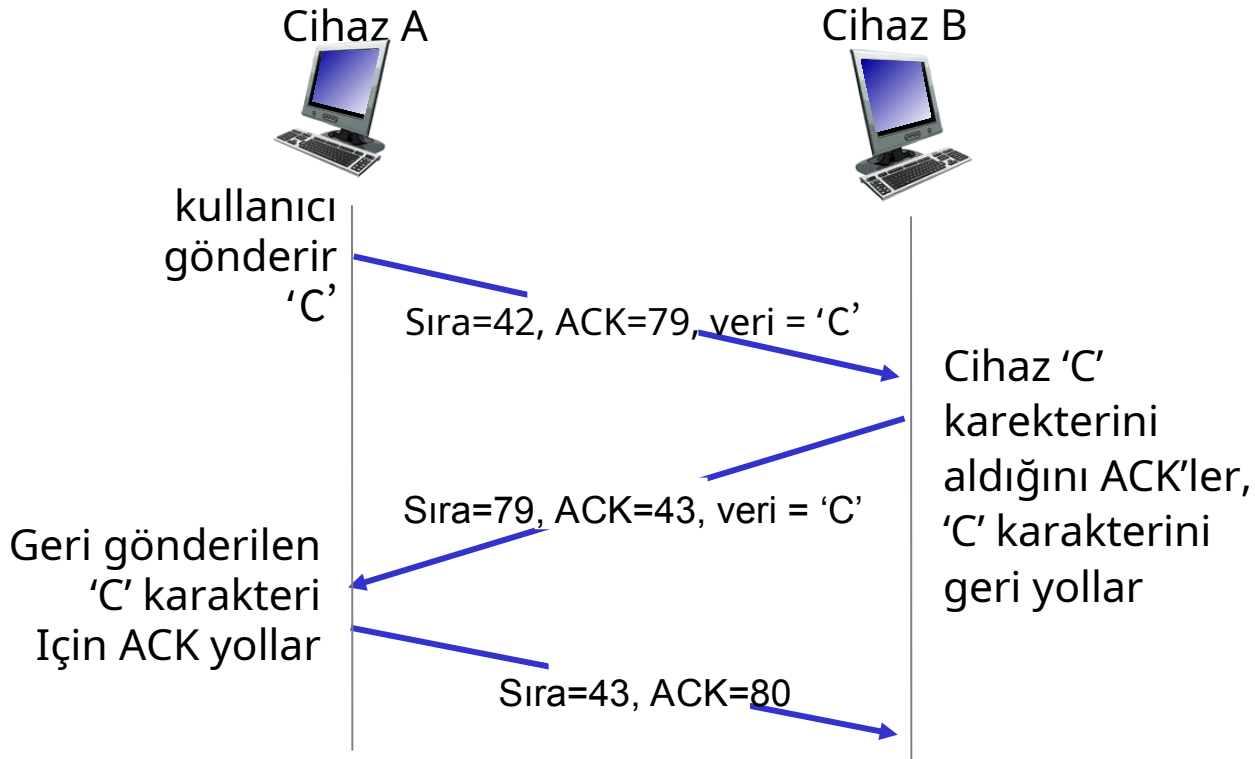 Cihaz A
Cihaz B
kullanıcı
gönderir
‘C’
Sıra=42, ACK=79, veri = ‘C’
Cihaz ‘C’
karekterini
aldığını ACK’ler,
‘C’ karakterini
geri yollar
Sıra=79, ACK=43, veri = ‘C’
Geri gönderilen
‘C’ karakteri
Için ACK yollar
Sıra=43, ACK=80